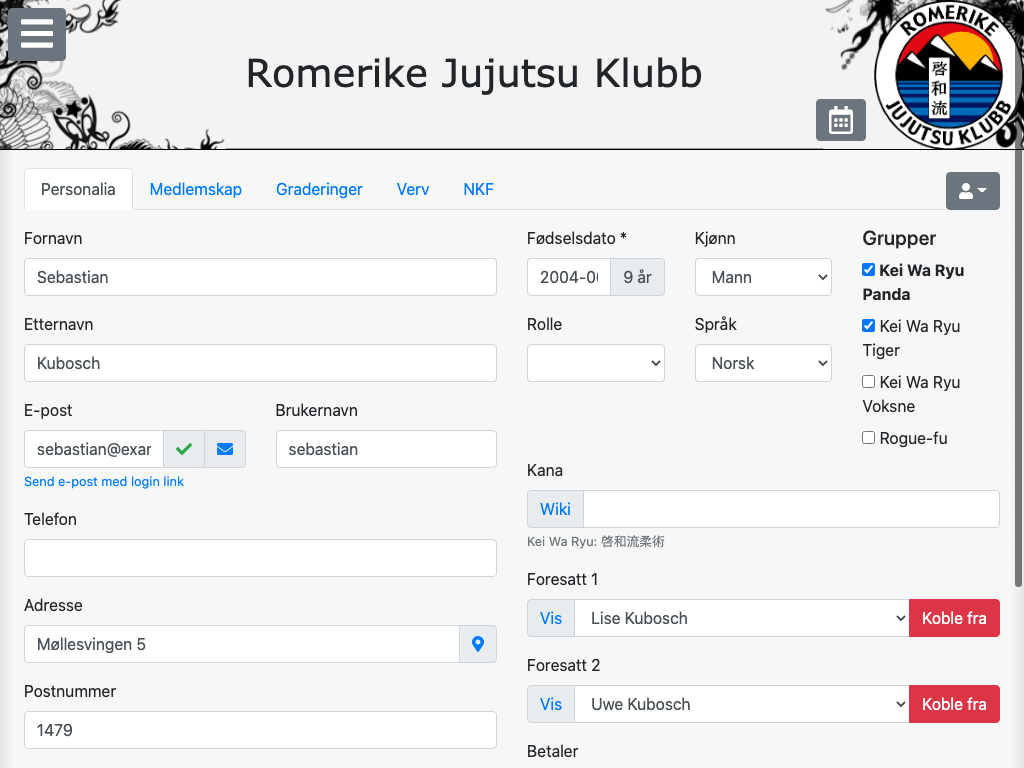 Romerike Jujutsu Klubb
ROMERIKE
啓和流
JUJUTSU KLUBB
Personalia
Medlemskap
Graderinger
Verv
NKF
Fornavn
Sebastian
Etternavn
Kubosch
E-post
sebastian@exar
Send e-post med login link
Brukernavn
sebastian
Telefon
Adresse
Møllesvingen 5
Postnummer
1479
Fødselsdato *
2004-0
9 år
Kjønn
Mann
Rolle
Språk
Norsk
Grupper
Kei Wa Ryu
Panda
Kei Wa Ryu
Tiger
Kei Wa Ryu
Voksne
Rogue-fu
Kana
Wiki
Kei Wa Ryu: 啓和流柔術
Foresatt 1
Vis
Lise Kubosch
Koble fra
Foresatt 2
Vis
Uwe Kubosch
Koble fra
Betaler